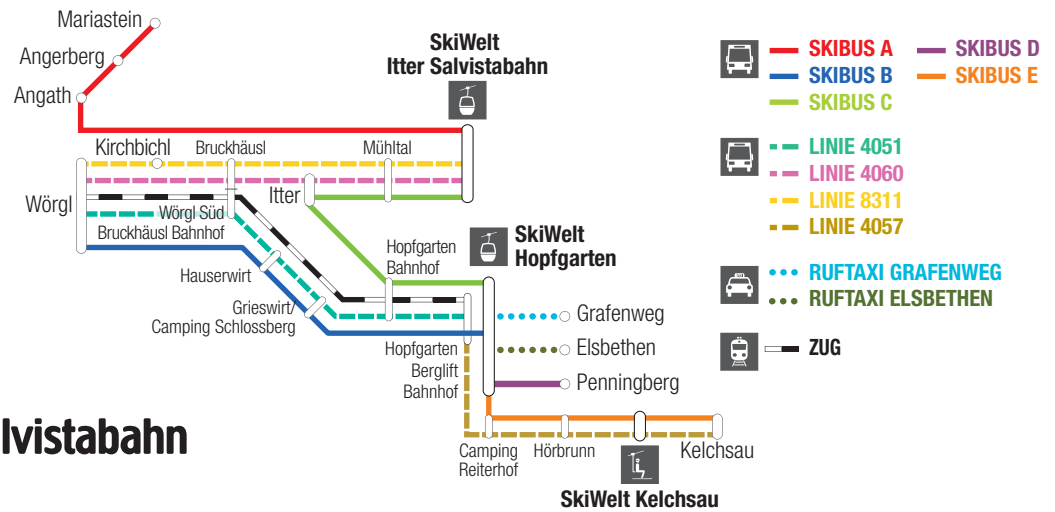 Mariastein
Angerberg
Angath
SkiWelt
Itter Salvistabahn
Kirchbichl
Bruckhäusl
Mühltal
Wörgl
Itter
Wörgl Süd
Bruckhäusl Bahnhof
Hauserwirt
Grieswirt/
Camping Schlossberg
Hopfgarten
Bahnhof
SkiWelt
Hopfgarten
Grafenweg
Elsbethen
Penningberg
Hopfgarten
Berglift
Bahnhof
Camping
Reiterhof
Hörbrunn
Kelchsau
SkiWelt Kelchsau
lvistabahn
SKIBUS A
SKIBUS D
SKIBUS B
SKIBUS E
SKIBUS C
LINIE 4051
LINIE 4060
LINIE 8311
LINIE 4057
RUFTAXI GRAFENWEG
RUFTAXI ELSBETHEN
ZUG